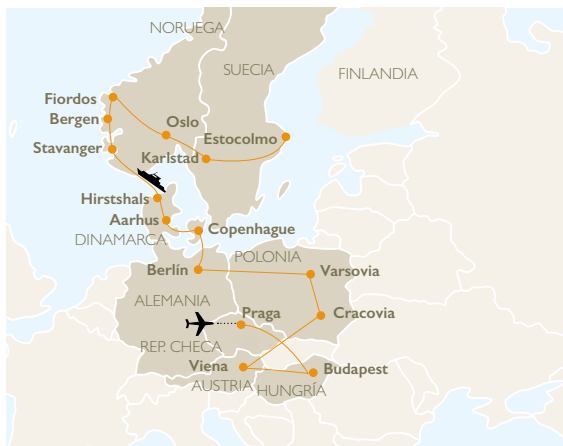 NORUEGA
SUECIA
FINLANDIA
Fiordos
Bergen
Oslo
Estocolmo
Stavanger
Karlstad
Hirstshals
Aarhus
Copenhague
DINAMARCA
POLONIA
Berlín
Varsovia
ALEMANIA
Praga
Cracovia
REP. CHECA
Viena
Budapest
AUSTRIA
HUNGRÍA